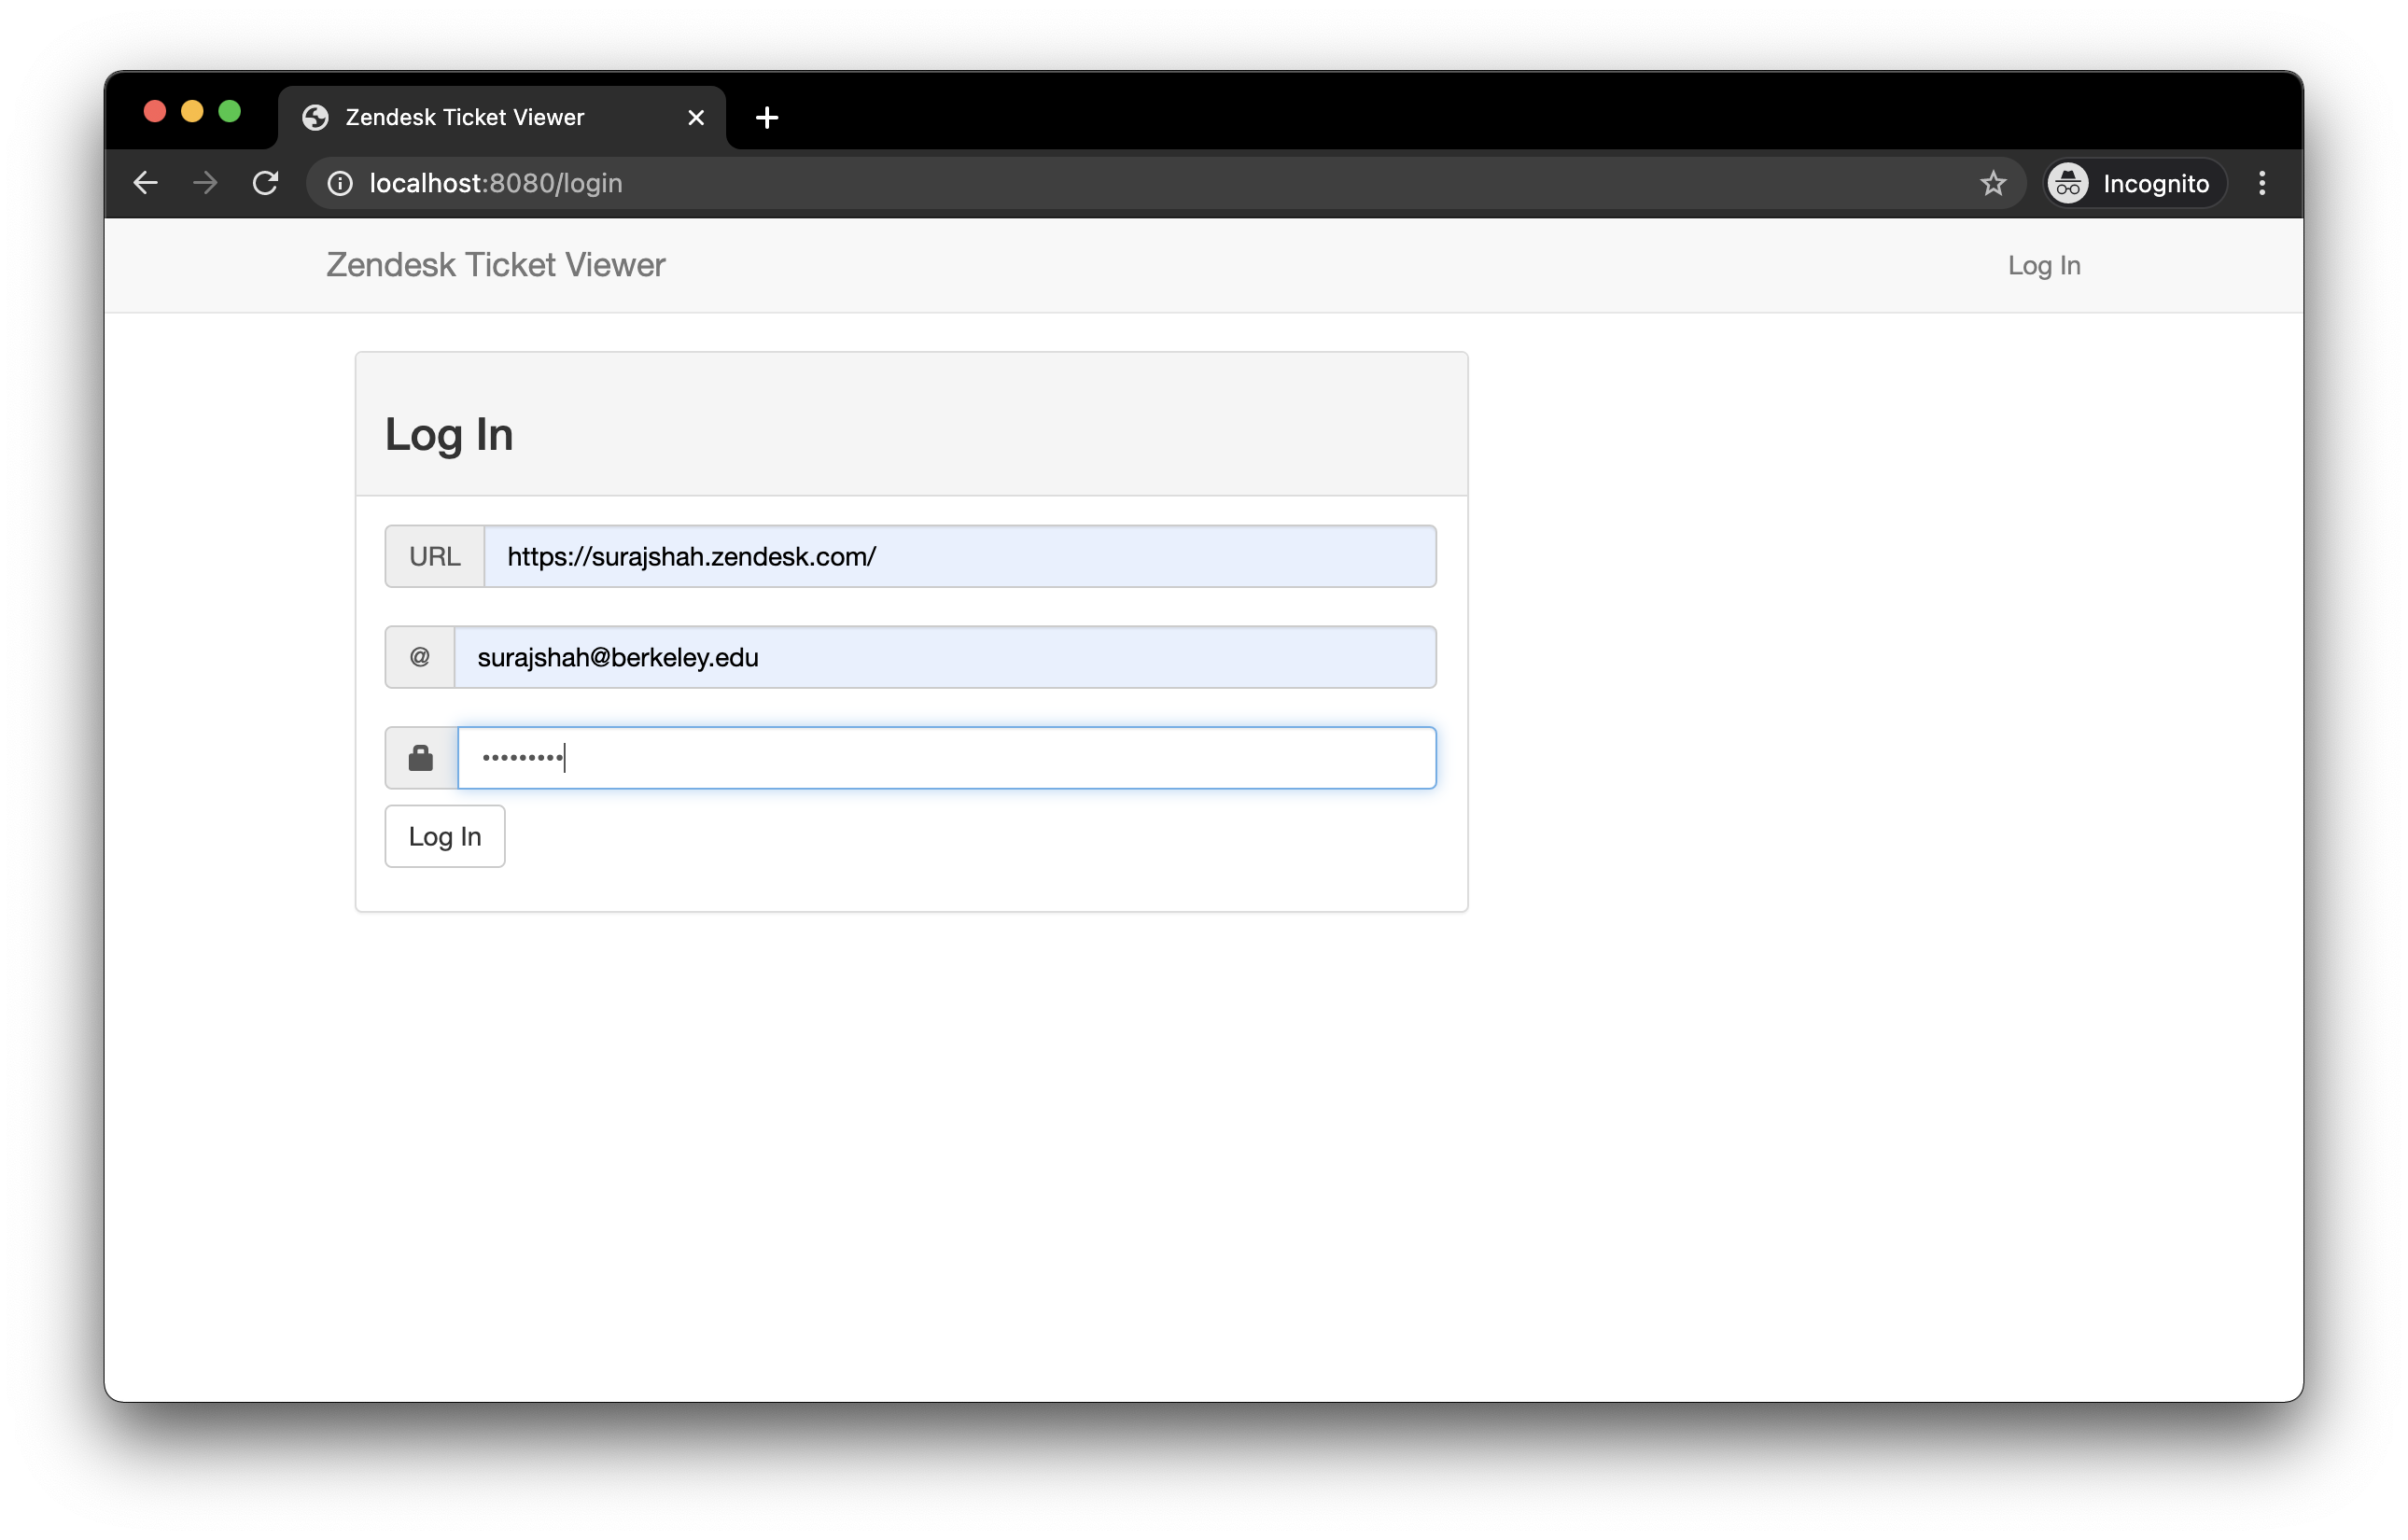 Zendesk Ticket Viewer
localhost:8080/login
Incognito
Zendesk Ticket Viewer
Log In
Log In
URL
https://surajshah.zendesk.com/
@
surajshah@berkeley.edu
•••••••••
Log In